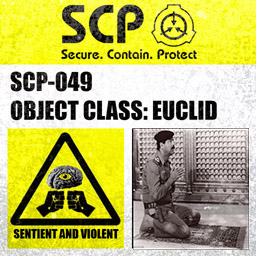 SCP
Secure. Contain. Protect
SCP-049
OBJECT CLASS: EUCLID
SENTIENT AND VIOLENT